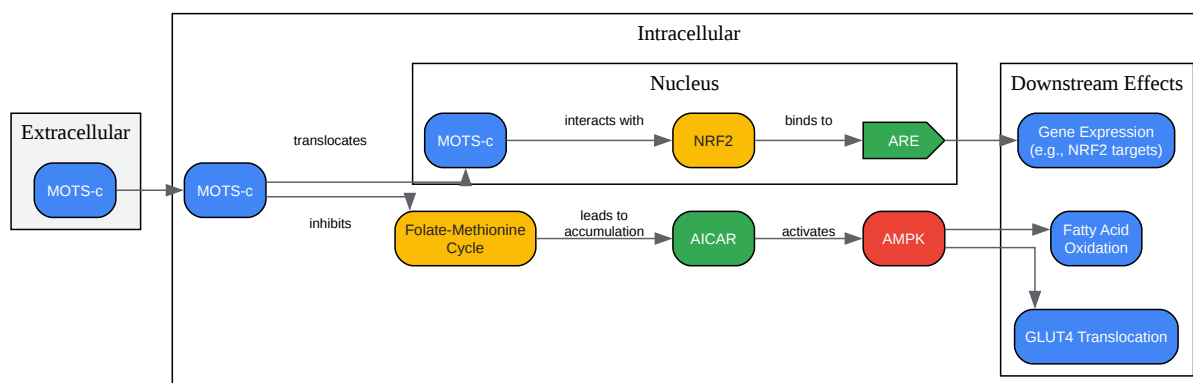 Intracellular
Nucleus
Downstream Effects
Extracellular
MOTS-c
MOTS-c
translocates
inhibits
MOTS-c
interacts with
NRF2
binds to
ARE
Gene Expression
(e.g., NRF2 targets)
Folate-Methionine
Cycle
leads to
accumulation
AICAR
activates
AMPK
Fatty Acid
Oxidation
GLUT4 Translocation